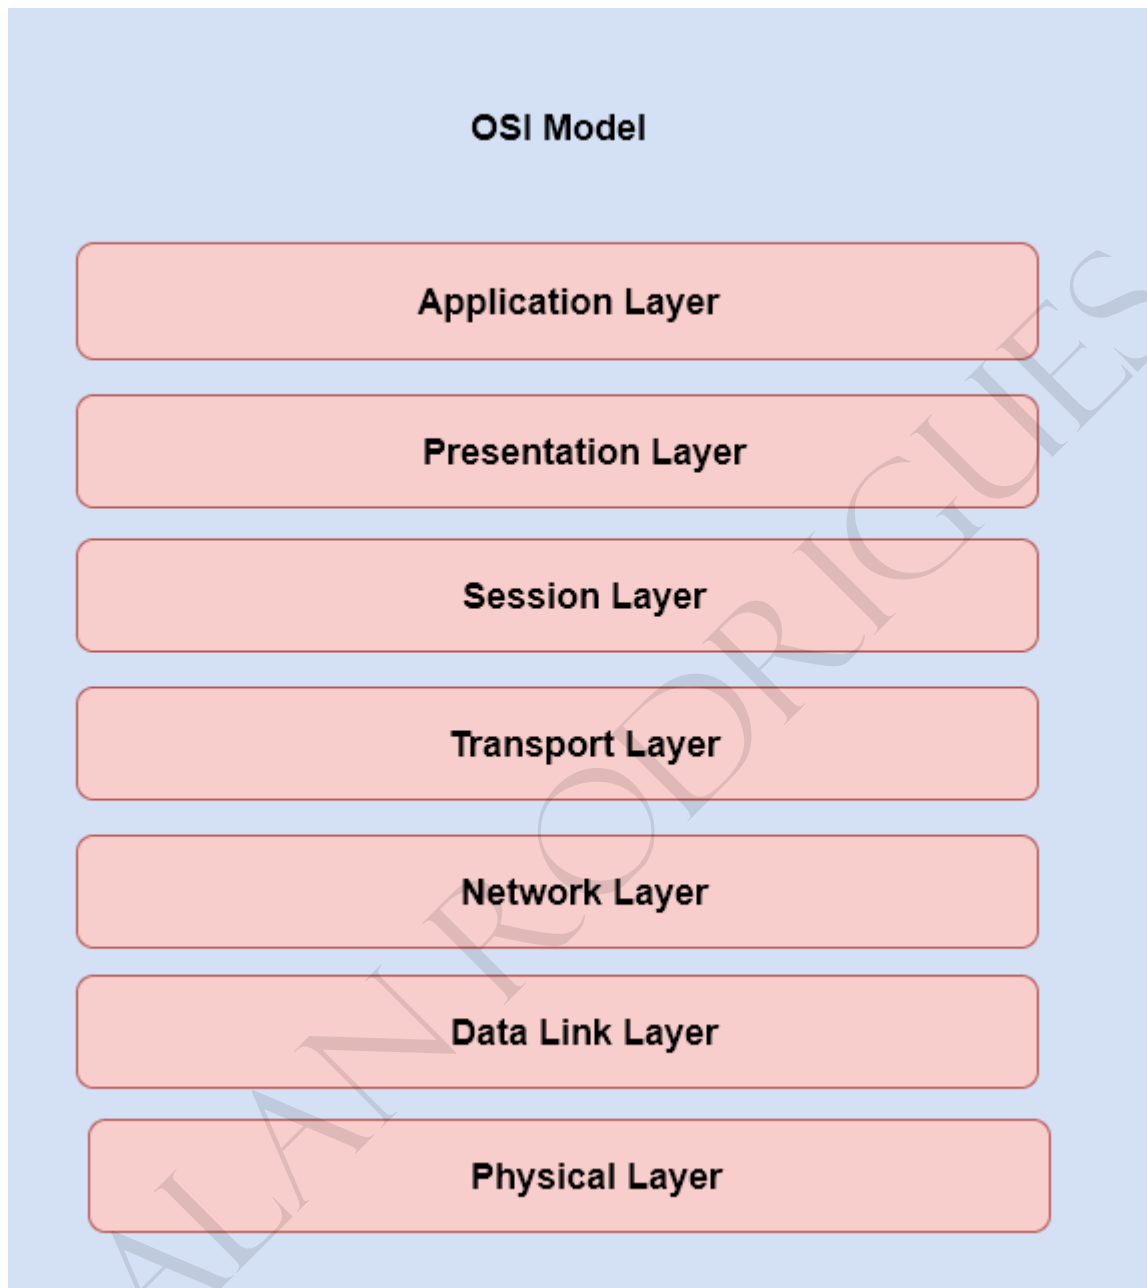 OSI Model
Application Layer
Presentation Layer
Session Layer
Transport Layer
Network Layer
Data Link Layer
Physical Layer
ALAN RODRIGUES